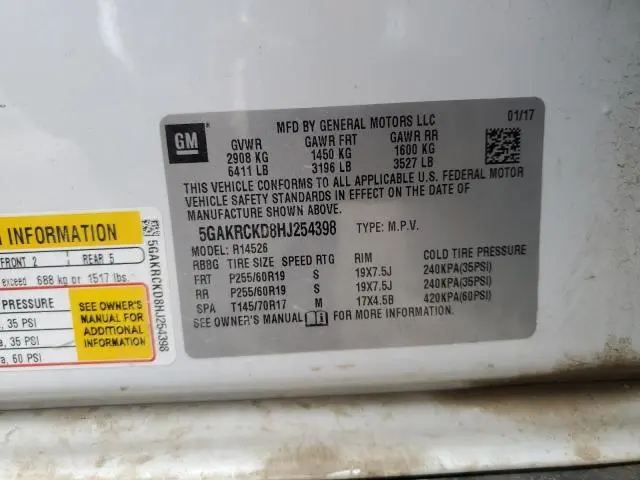 GM
MFD BY GENERAL MOTORS LLC 01/17
GVWR GAWR FRT GAWR RR
2908 KG 1450 KG 1600 KG
6411 LB 3196 LB 3527 LB
THIS VEHICLE CONFORMS TO ALL APPLICABLE U.S. FEDERAL MOTOR
VEHICLE SAFETY STANDARDS IN EFFECT ON THE DATE OF
MANUFACTURE SHOWN ABOVE.
5GAKRCKD8HJ254398 TYPE: M.P.V.
MODEL: R14526
RBBG TIRE SIZE SPEED RTG RIM COLD TIRE PRESSURE
FRT P255/60R19 S 19X7.5J 240KPA(35PSI)
RR P255/60R19 S 19X7.5J 240KPA(35PSI)
SPA T145/70R17 M 17X4.5B 420KPA(60PSI)
SEE OWNER'S MANUAL FOR MORE INFORMATION.
INFORMATION
FRONT 2 REAR 5
exceed 688 kg or 1517 lbs.
PRESSURE
35 PSI
35 PSI
60 PSI
SEE OWNER'S
MANUAL FOR
ADDITIONAL
INFORMATION
5GAKRCKD8HJ254398